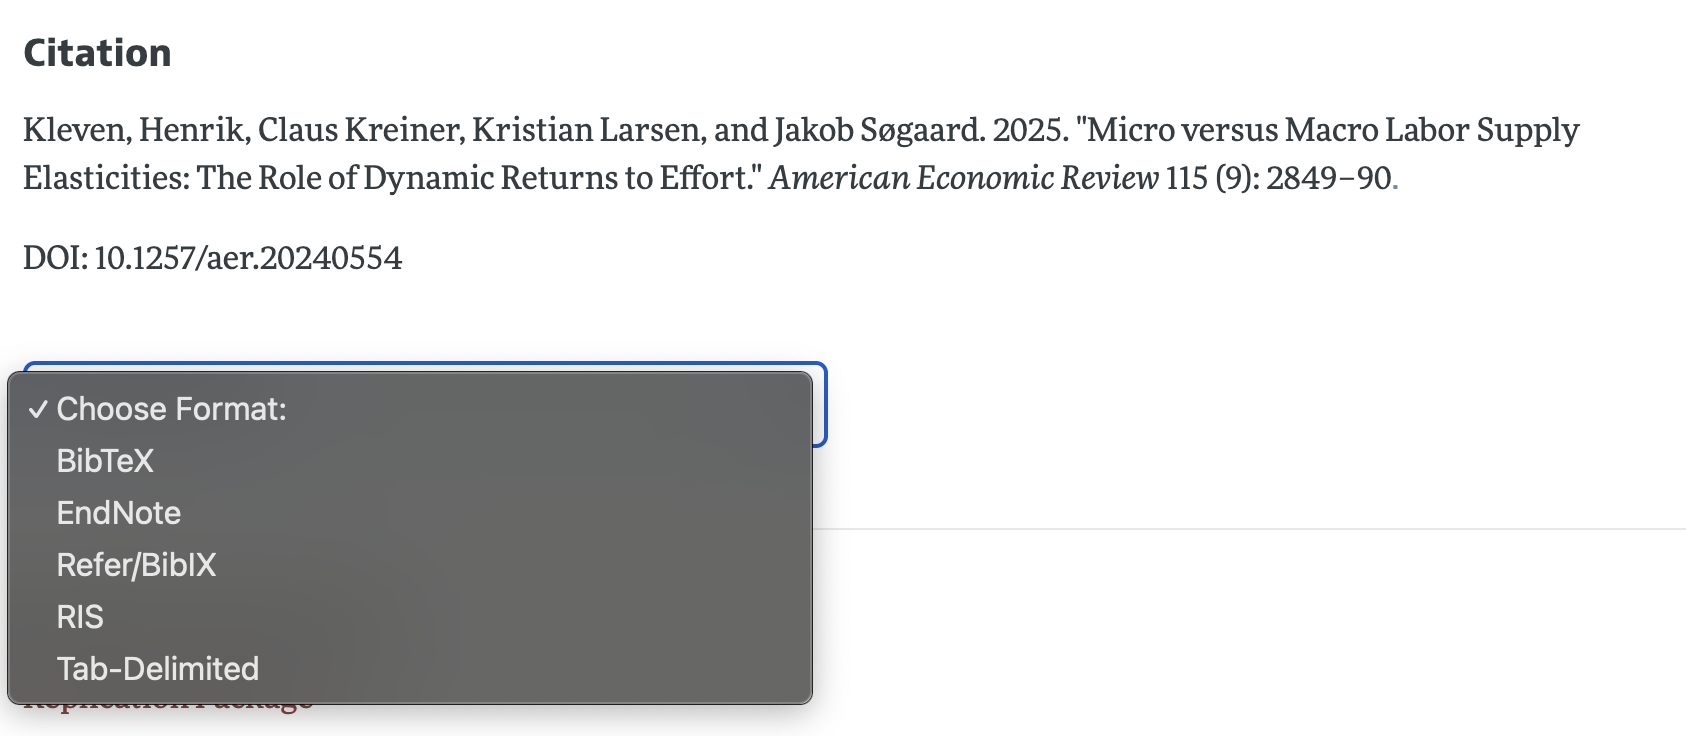 Citation
Kleven, Henrik, Claus Kreiner, Kristian Larsen, and Jakob Søgaard. 2025. "Micro versus Macro Labor Supply
Elasticities: The Role of Dynamic Returns to Effort." American Economic Review 115 (9): 2849–90.
DOI: 10.1257/aer.20240554
✓ Choose Format:
BibTeX
EndNote
Refer/BibIX
RIS
Tab-Delimited
Replication Package